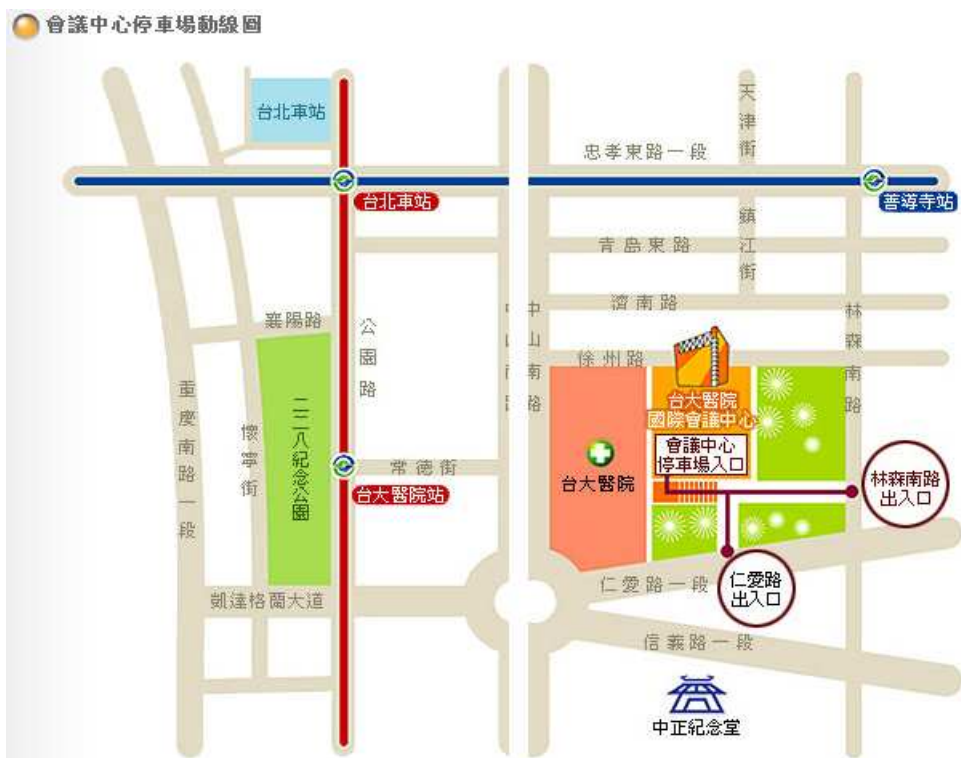 會議中心停車場動線圖
台北車站
天津街
忠孝東路一段
台北車站
善導寺站
鎮江街
青島東路
濟南路
襄陽路
公園路
中山南路
中山南路
林森南路
徐州路
重慶南路一段
懷寧街
二二八紀念公園
台大醫院
國際會議中心
會議中心
停車場入口
常德街
台大醫院站
台大醫院
林森南路
出入口
仁愛路一段
仁愛路
出入口
凱達格蘭大道
信義路一段
中正紀念堂